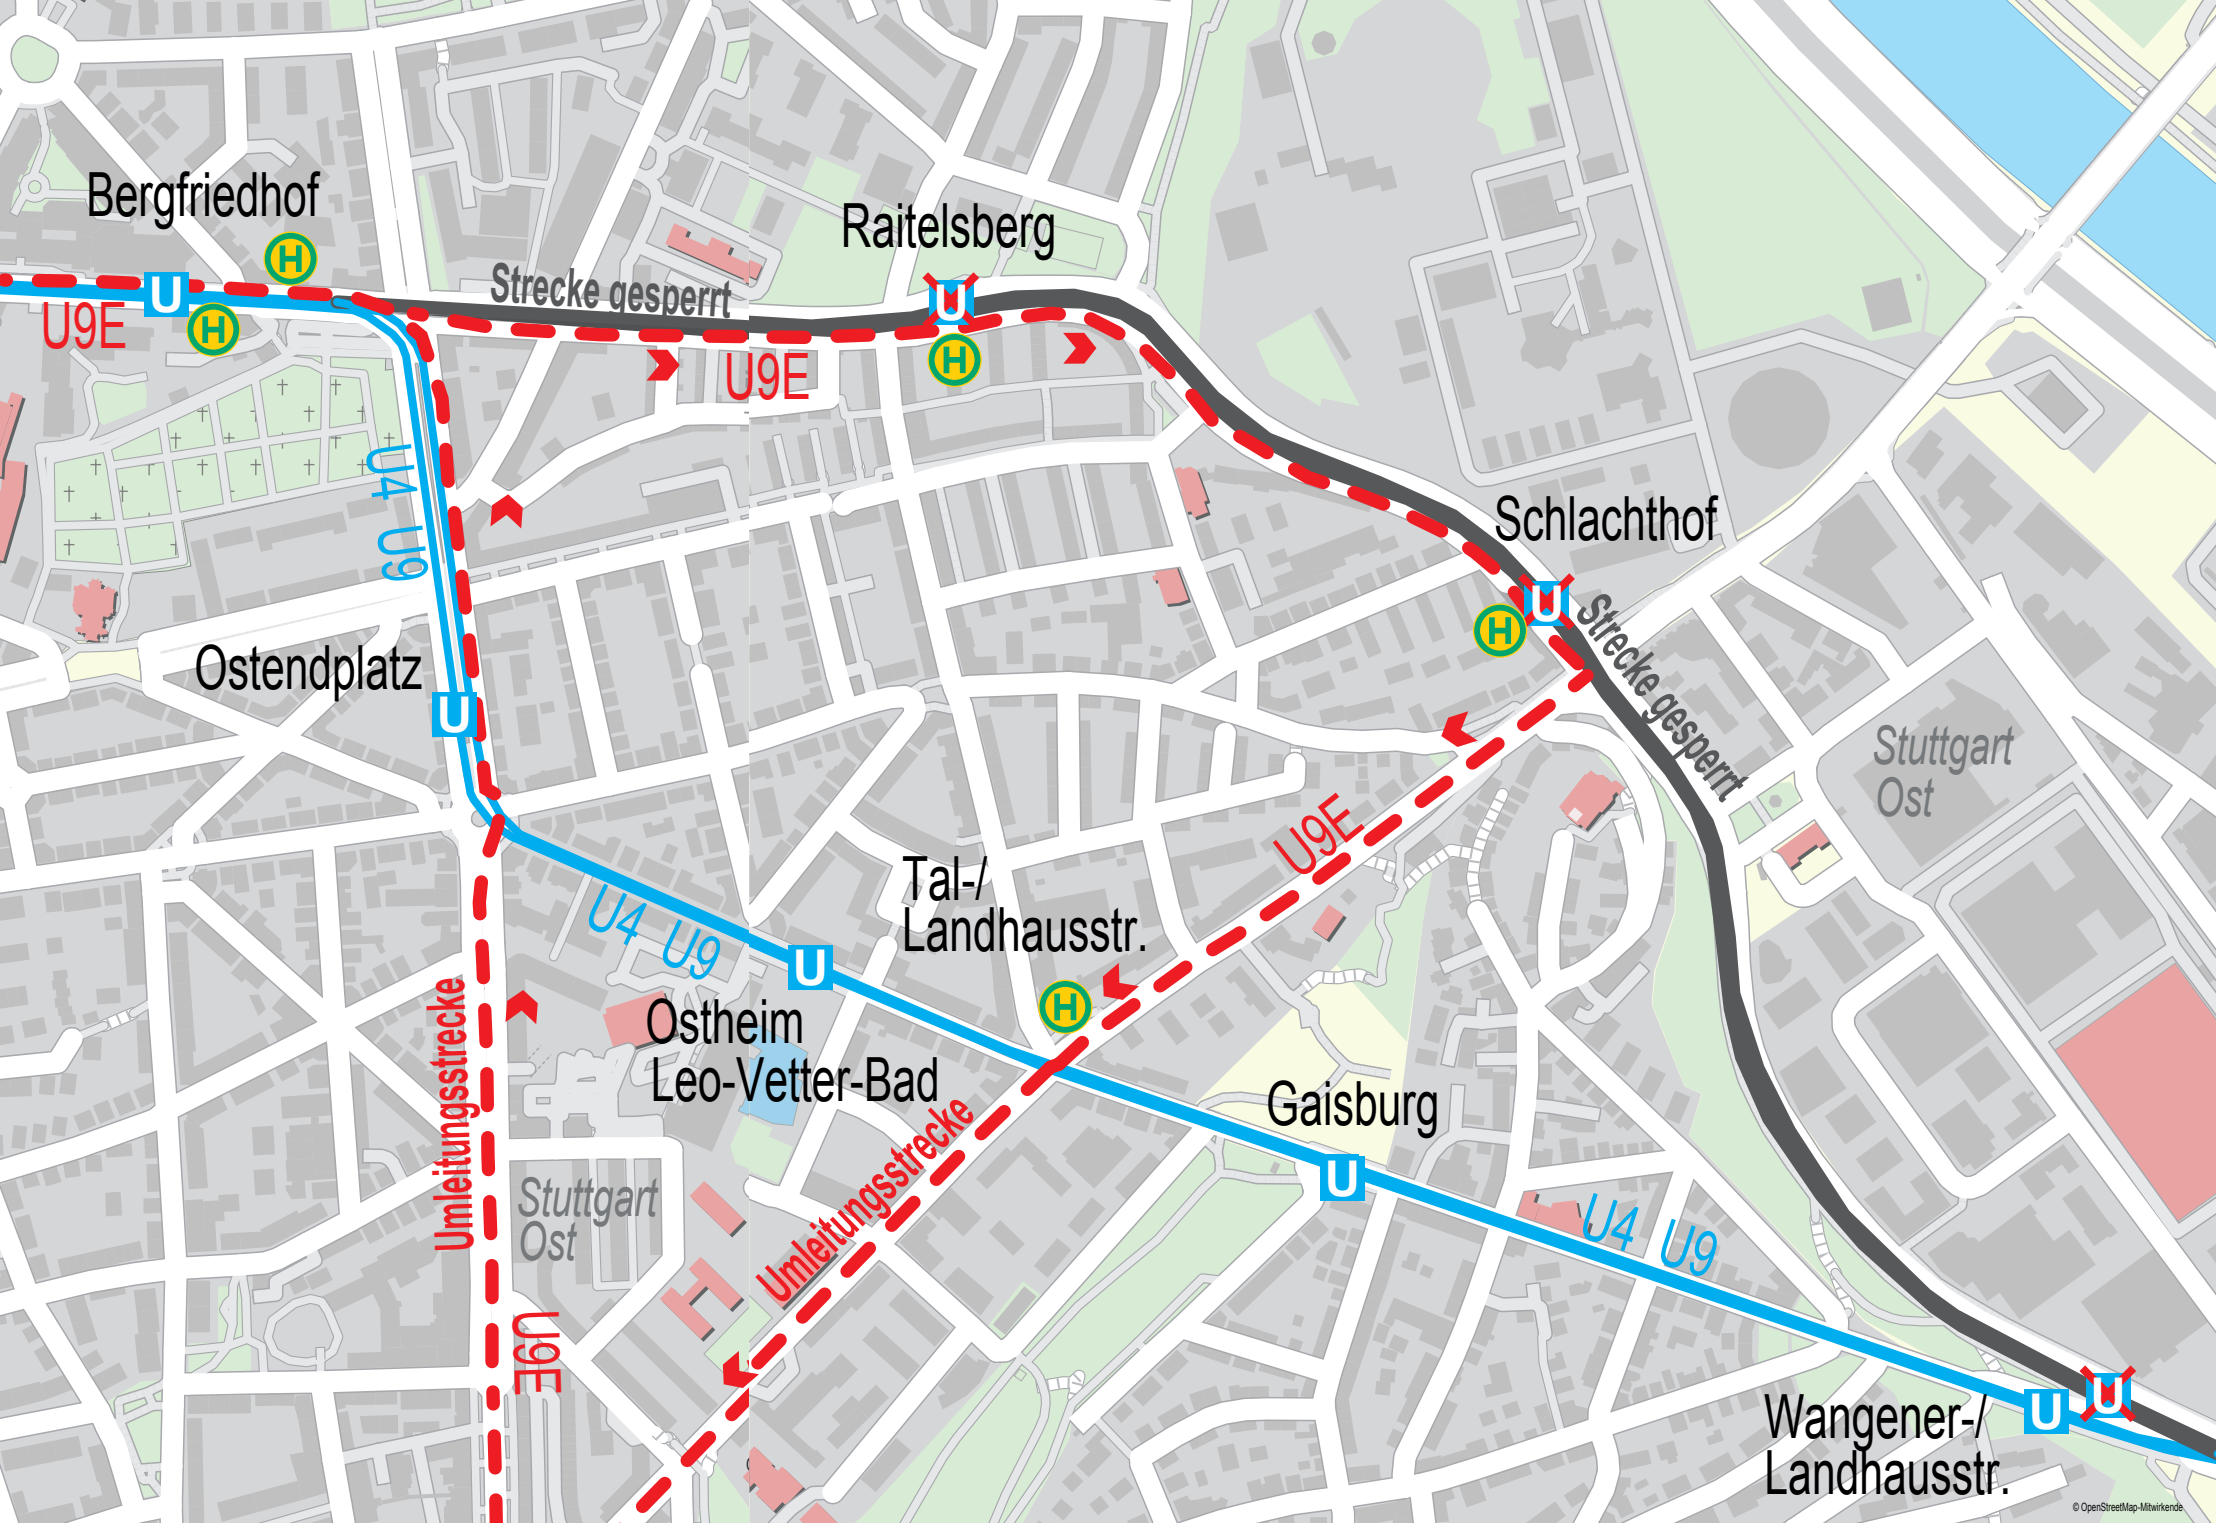 Bergfriedhof
H
U
H
U9E
Strecke gesperrt
Raitelsberg
U
H
U9E
U4 U9
Schlachthof
U
H
Strecke gesperrt
Ostendplatz
U
Stuttgart
Ost
U9E
Tal-/
Landhausstr.
H
U4 U9
U
Ostheim
Leo-Vetter-Bad
Umleitungsstrecke
Umleitungsstrecke
Gaisburg
U
Stuttgart
Ost
U4 U9
U9E
Wangener-/
Landhausstr.
U
U
© OpenStreetMap-Mitwirkende